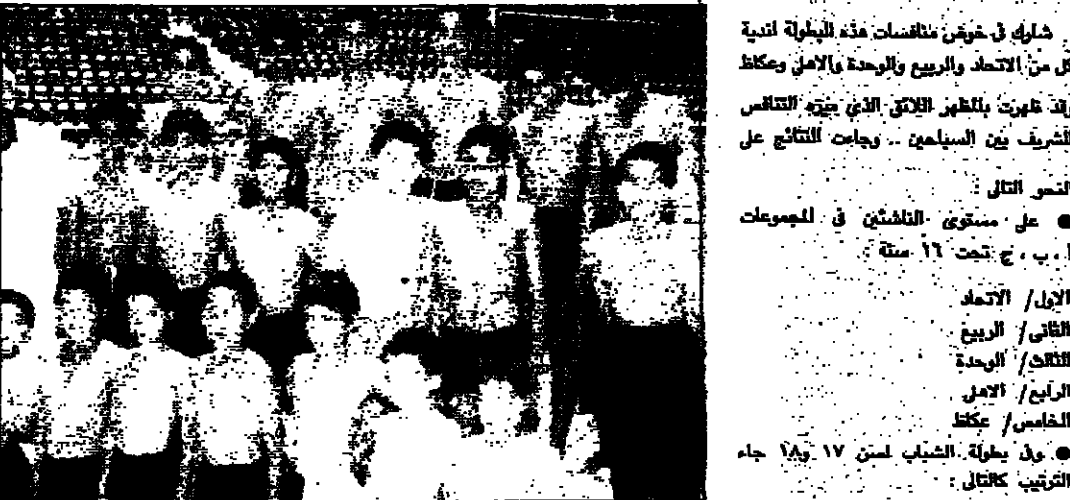 شارك في خوض منافسات هذه البطولة اندية
كل من الاتحاد والربيع والوحدة والاهلي وعكاظ
وقد ظهرت بالمظهر اللائق الذي ميزه التنافس
الشريف بين السباحين .. وجاءت النتائج على
النحو التالي :
● على مستوى الناشئين في المجموعات
أ ، ب ، ج تحت ١٦ سنة :
الاول/ الاتحاد
الثاني/ الربيع
الثالث/ الوحدة
الرابع/ الاهلي
الخامس/ عكاظ
● وفي بطولة الشباب لسن ١٧ و١٨ جاء
الترتيب كالتالي :